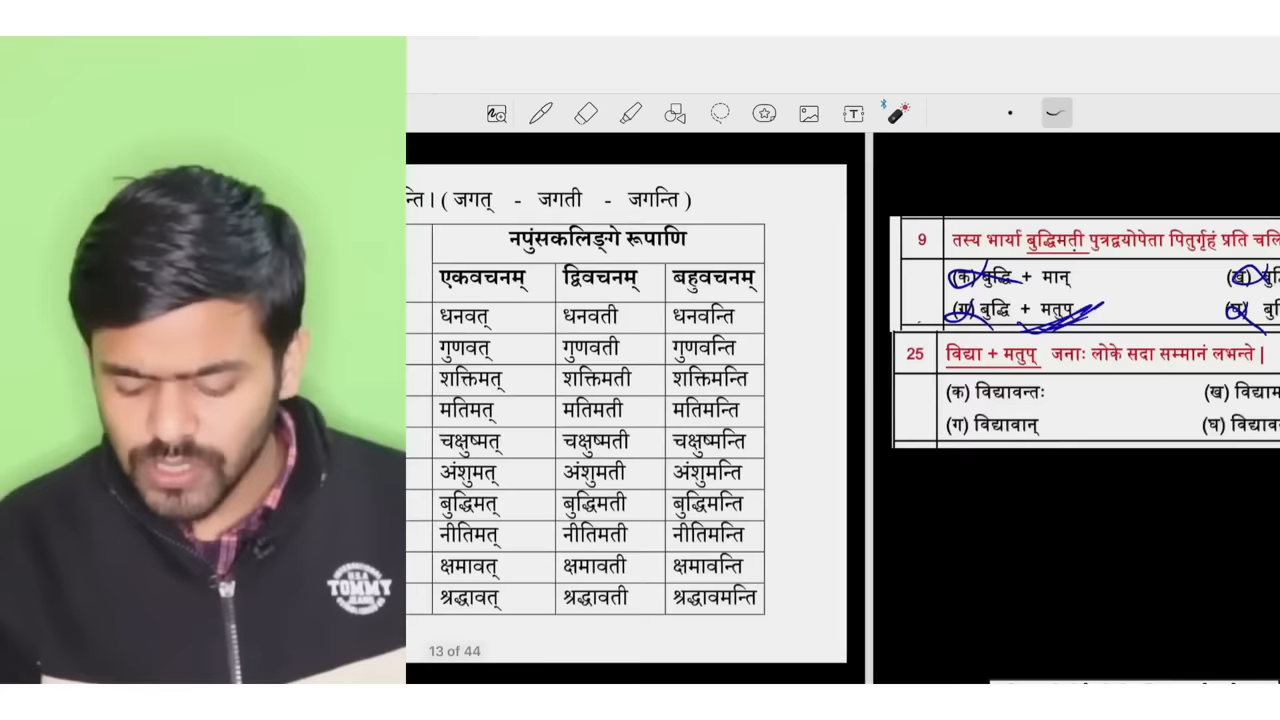 न्ति। ( जगत् - जगती - जगन्ति )
नपुंसकलिङ्गे रूपाणि
एकवचनम् द्विवचनम् बहुवचनम्
धनवत् धनवती धनवन्ति
गुणवत् गुणवती गुणवन्ति
शक्तिमत् शक्तिमती शक्तिमन्ति
मतिमत् मतिमती मतिमन्ति
चक्षुष्मत् चक्षुष्मती चक्षुष्मन्ति
अंशुमत् अंशुमती अंशुमन्ति
बुद्धिमत् बुद्धिमती बुद्धिमन्ति
नीतिमत् नीतिमती नीतिमन्ति
क्षमावत् क्षमावती क्षमावन्ति
श्रद्धावत् श्रद्धावती श्रद्धावमन्ति
13 of 44
9 तस्य भार्या बुद्धिमती पुत्रद्वयोपेता पितुर्गृहं प्रति चलि
(क) बुद्धि + मान् (ख) बु
(ग) बुद्धि + मतुप् (घ) बु
25 विद्या + मतुप् जनाः लोके सदा सम्मानं लभन्ते |
(क) विद्यावन्तः (ख) विद्याम
(ग) विद्यावान् (घ) विद्याव
TOMMY